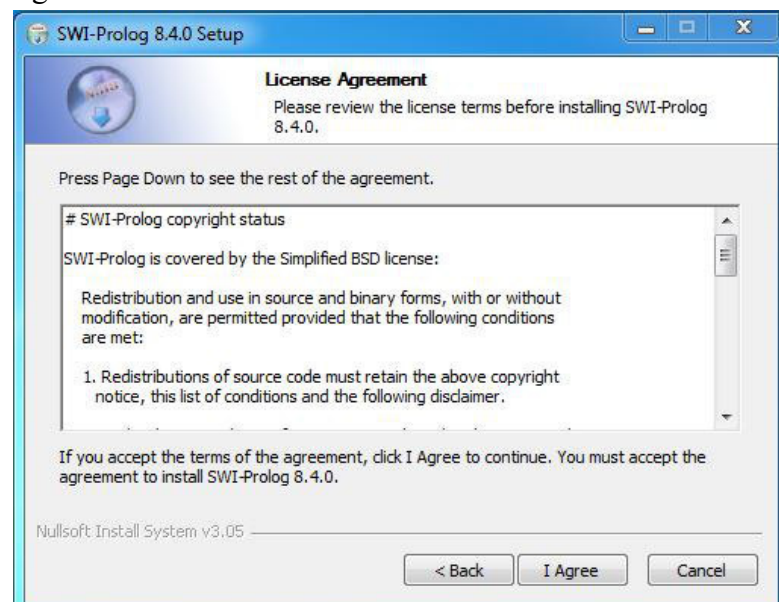 SWI-Prolog 8.4.0 Setup
License Agreement
Please review the license terms before installing SWI-Prolog
8.4.0.
Press Page Down to see the rest of the agreement.
# SWI-Prolog copyright status
SWI-Prolog is covered by the Simplified BSD license:
Redistribution and use in source and binary forms, with or without
modification, are permitted provided that the following conditions
are met:
1. Redistributions of source code must retain the above copyright
notice, this list of conditions and the following disclaimer.
If you accept the terms of the agreement, click I Agree to continue. You must accept the
agreement to install SWI-Prolog 8.4.0.
Nullsoft Install System v3.05
< Back
I Agree
Cancel